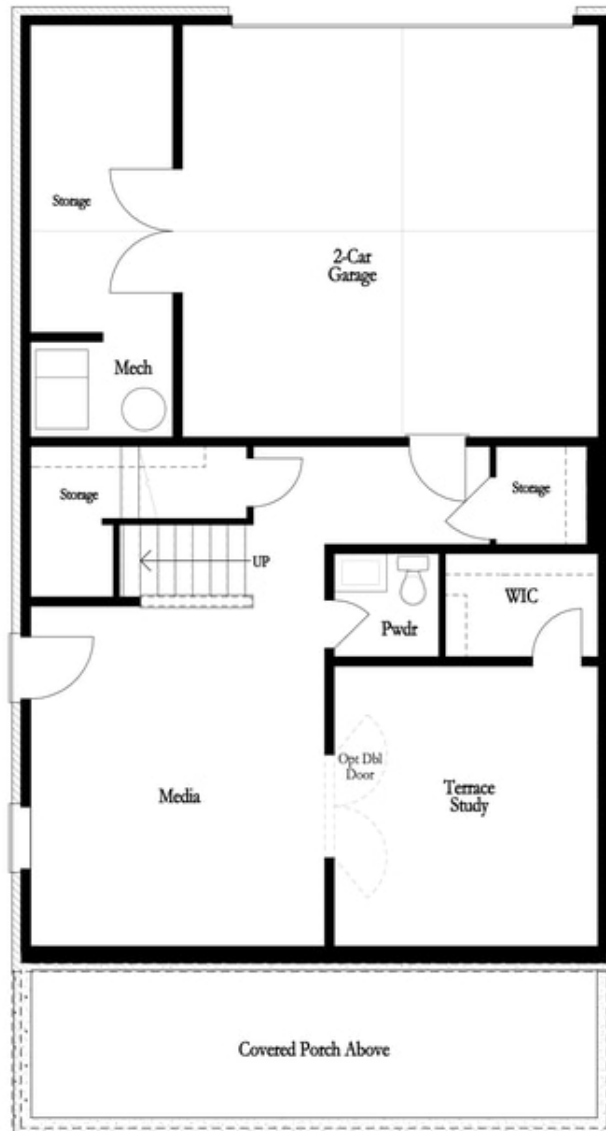 Storage
2-Car
Garage
Mech
Storage
Storage
UP
WIC
Pwdr
Opt Dbl
Door
Media
Terrace
Study
Covered Porch Above